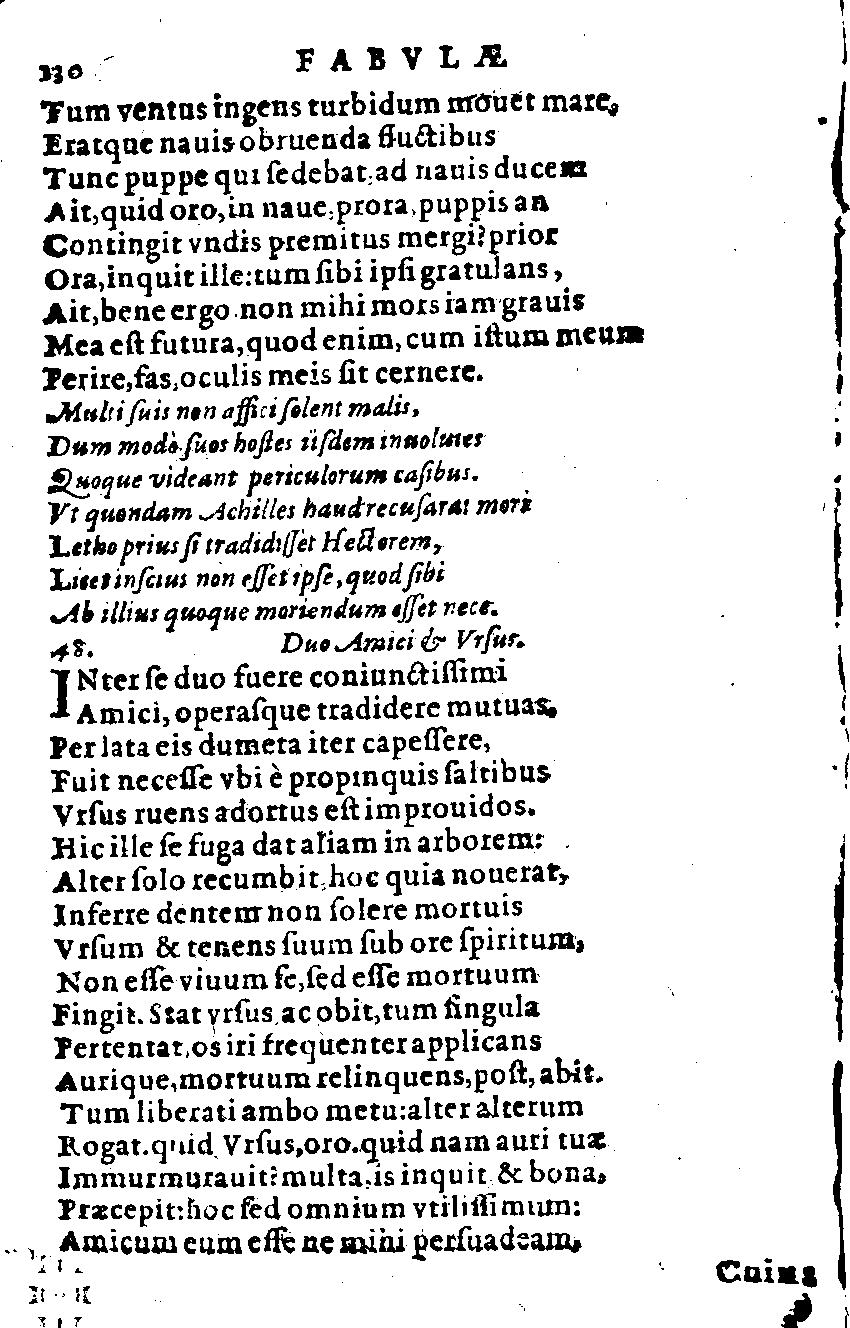 130 FABVLÆ
Tum ventus ingens turbidum mouet mare,
Eratque nauis obruenda fluctibus
Tunc puppe qui ſedebat, ad nauis ducem
Ait, quid oro, in naue, prora, puppis an
Contingit vndis premitus mergi? prior
Ora, inquit ille: tum ſibi ipſi gratulans,
Ait, bene ergo non mihi mors iam grauis
Mea eſt futura, quod enim, cum iſtum meum
Perire, fas, oculis meis ſit cernere.
Multi ſuis non affici ſolent malis,
Dum modò ſuos hoſtes iiſdem inuolutos
Quoque videant periculorum caſibus.
Vt quondam Achilles haud recuſarat mori
Letho prius ſi tradidiſſet Hectorem,
Licet inſcius non eſſet ipſe, quod ſibi
Ab illius quoque moriendum eſſet nece.
48. Duo Amici & Vrſus.
INter ſe duo fuere coniunctiſſimi
Amici, operaſque tradidere mutuas.
Per lata eis dumeta iter capeſſere,
Fuit neceſſe vbi è propinquis ſaltibus
Vrſus ruens adortus eſt improuidos.
Hic ille ſe fuga dat aliam in arborem:
Alter ſolo recumbit, hoc quia nouerat,
Inferre dentem non ſolere mortuis
Vrſum & tenens ſuum ſub ore ſpiritum,
Non eſſe viuum ſe, ſed eſſe mortuum
Fingit. Stat vrſus, ac obit, tum ſingula
Pertentat, os iri frequenter applicans
Aurique, mortuum relinquens, poſt, abit.
Tum liberati ambo metu: alter alterum
Rogat. quid Vrſus, oro. quid nam auri tuæ
Immurmurauit? multa, is inquit & bona,
Præcepit: hoc ſed omnium vtiliſſimum:
Amicum eum eſſe ne mihi perſuadeam,
Cuius